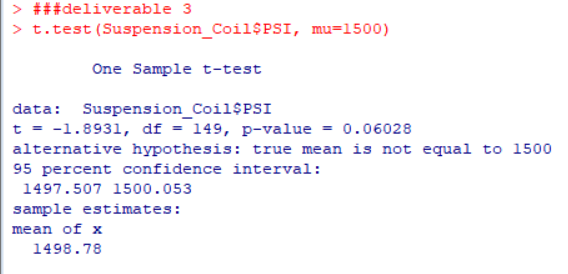 > ###deliverable 3
> t.test(Suspension_Coil$PSI, mu=1500)
One Sample t-test
data:  Suspension_Coil$PSI
t = -1.8931, df = 149, p-value = 0.06028
alternative hypothesis: true mean is not equal to 1500
95 percent confidence interval:
1497.507 1500.053
sample estimates:
mean of x
1498.78